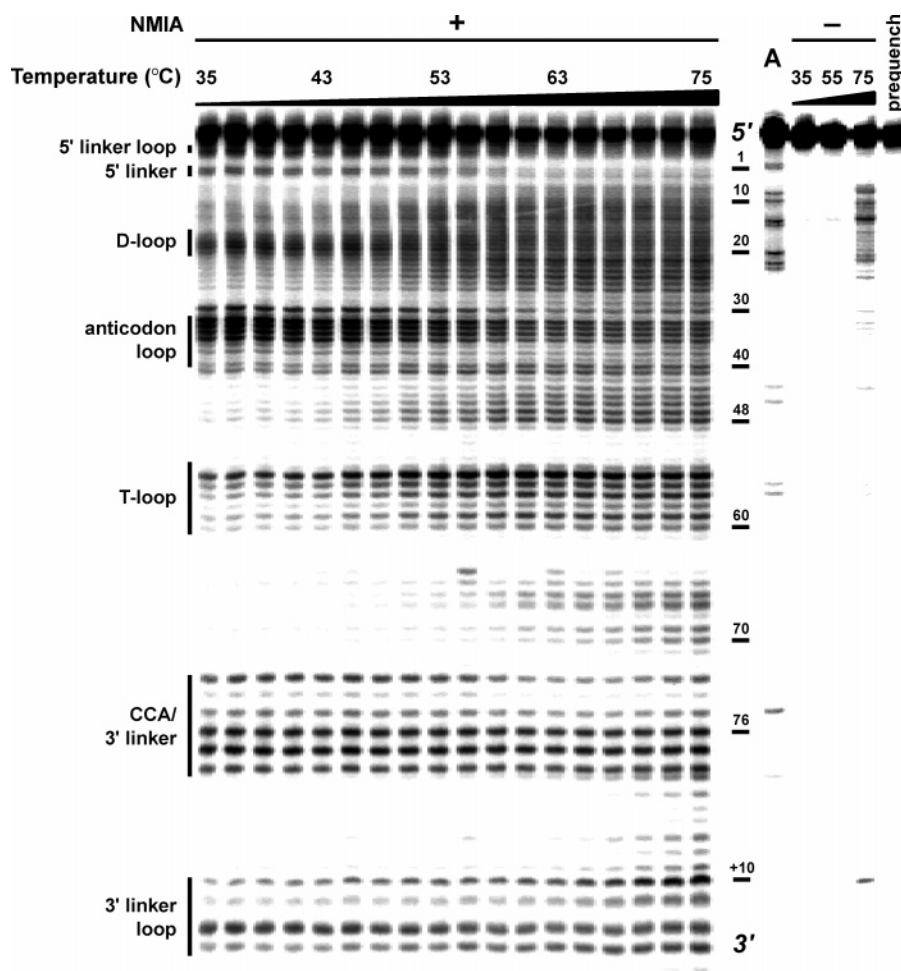 NMIA + − prequench
A
Temperature (°C) 35 43 53 63 75 35 55 75
5' linker loop 5'
5' linker 1
10
D-loop 20
30
anticodon
loop 40
48
T-loop
60
70
CCA/
3' linker 76
+10
3' linker
loop 3'